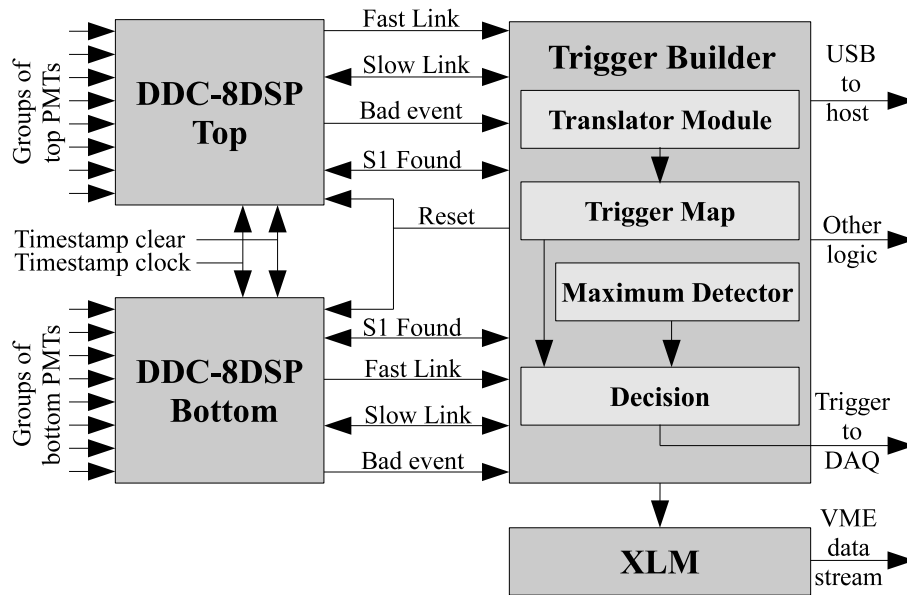 Groups of
top PMTs
DDC-8DSP
Top
Fast Link
Slow Link
Bad event
S1 Found
Reset
Timestamp clear
Timestamp clock
Groups of
bottom PMTs
DDC-8DSP
Bottom
S1 Found
Fast Link
Slow Link
Bad event
Trigger Builder
Translator Module
Trigger Map
Maximum Detector
Decision
USB
to
host
Other
logic
Trigger
to
DAQ
XLM
VME
data
stream